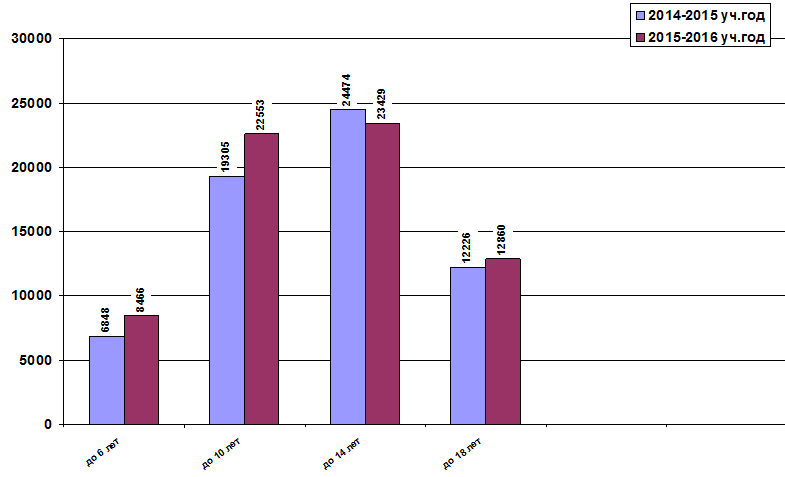 2014-2015 уч.год
2015-2016 уч.год
30000
25000
20000
15000
10000
5000
0
6848
8466
19305
22553
24474
23429
12226
12860
до 6 лет
до 10 лет
до 14 лет
до 18 лет